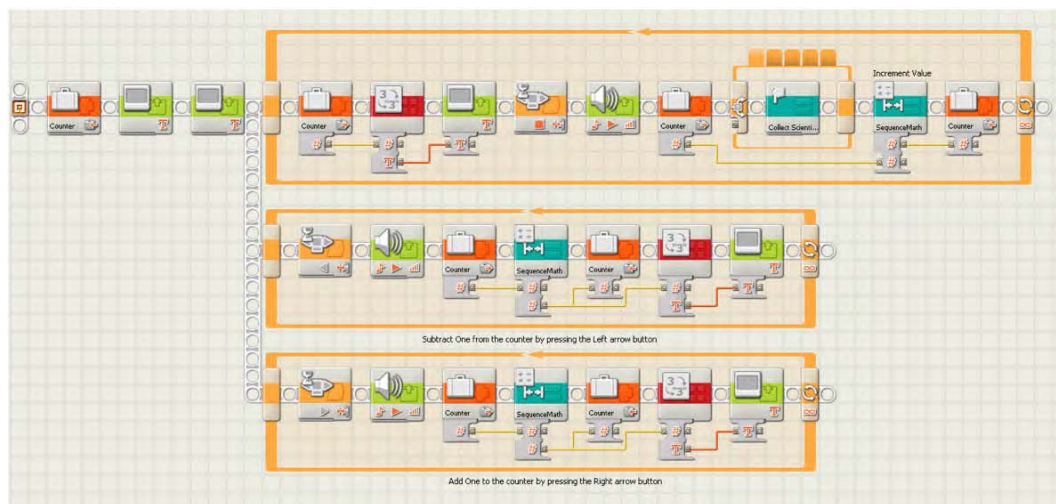 Increment Value
Counter
Counter
Counter
Collect Scienti...
SequenceMath
Counter
Counter
SequenceMath
Counter
Subtract One from the counter by pressing the Left arrow button
Counter
SequenceMath
Counter
Add One to the counter by pressing the Right arrow button